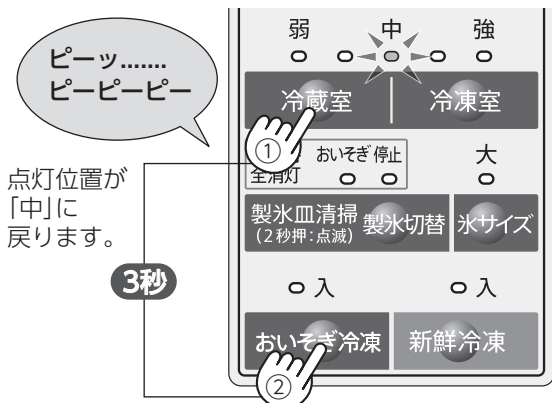 ピーッ.......
ピーピーピー
点灯位置が
「中」に
戻ります。
3秒
弱 中 強
冷蔵室 冷凍室
①
おいそぎ 停止
全消灯
大
製氷皿清掃
(2秒押:点滅)
製氷切替
氷サイズ
入 入
おいそぎ冷凍 新鮮冷凍
②